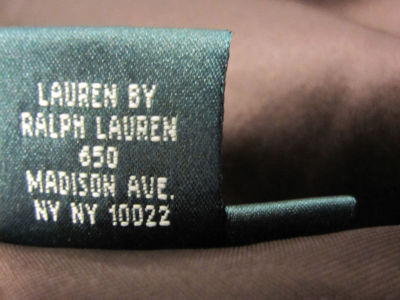 LAUREN BY
RALPH LAUREN
650
MADISON AVE.
NY NY 10022